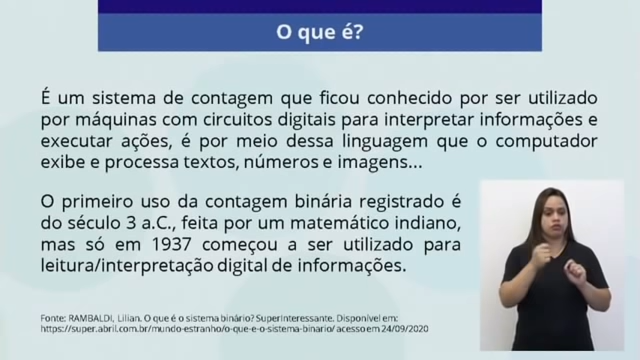 O que é?
É um sistema de contagem que ficou conhecido por ser utilizado
por máquinas com circuitos digitais para interpretar informações e
executar ações, é por meio dessa linguagem que o computador
exibe e processa textos, números e imagens...
O primeiro uso da contagem binária registrado é
do século 3 a.C., feita por um matemático indiano,
mas só em 1937 começou a ser utilizado para
leitura/interpretação digital de informações.
Fonte: RAMBALDI, Lilian. O que é o sistema binário? SuperInteressante. Disponível em:
https://super.abril.com.br/mundo-estranho/o-que-e-o-sistema-binario/ acesso em 24/09/2020